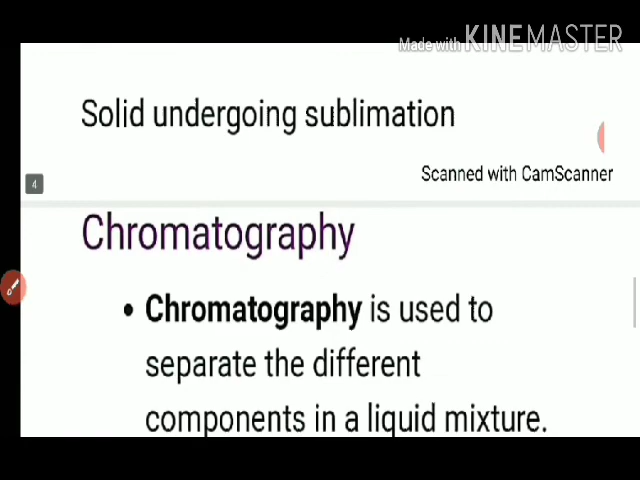 Made with KINEMASTER
Solid undergoing sublimation
Scanned with CamScanner
4
Chromatography
• Chromatography is used to
separate the different
components in a liquid mixture.